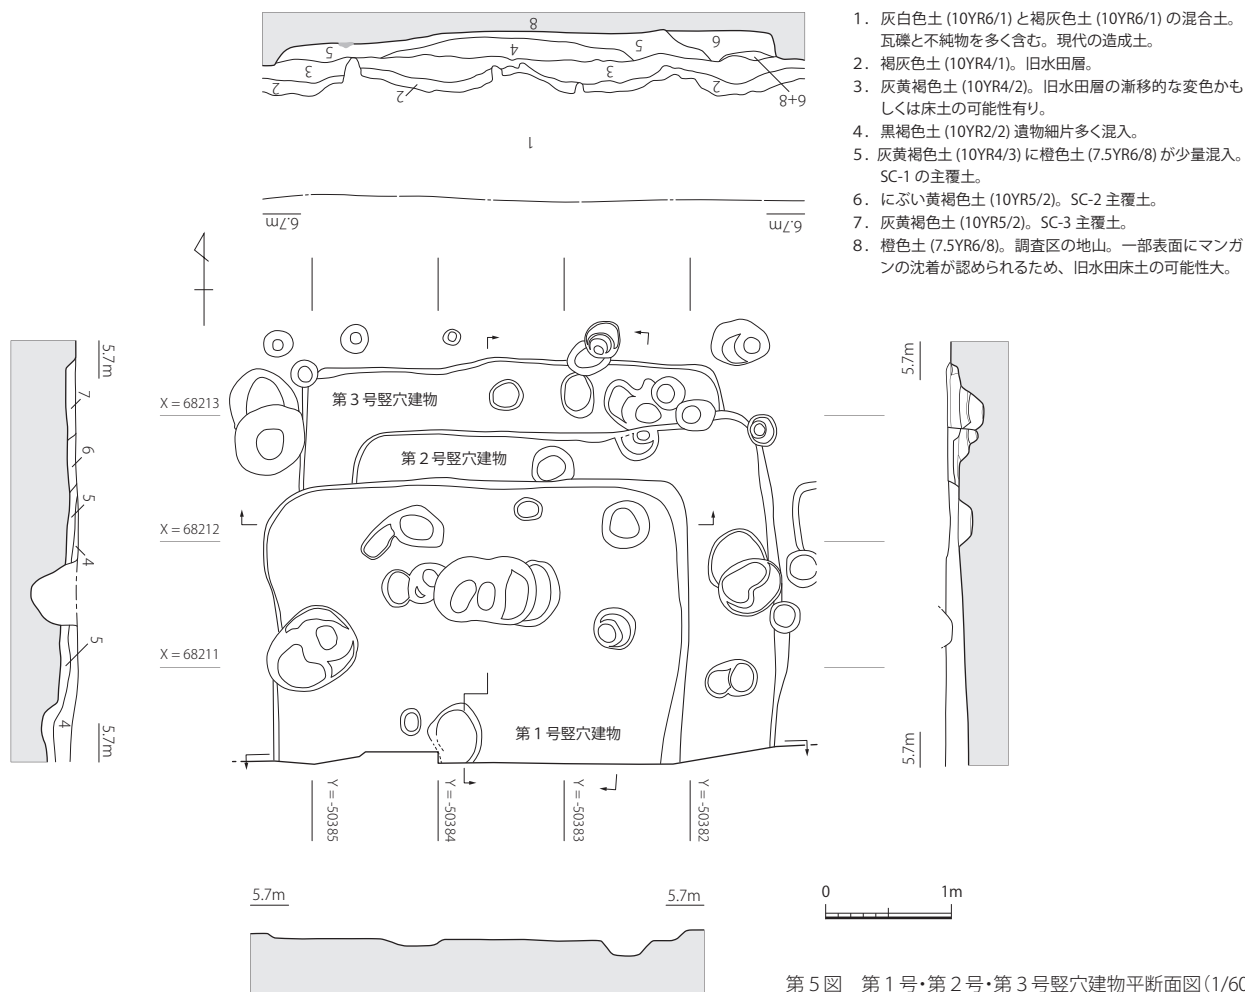 8
5
4
5
6
3
2
2
3
2
6+8
1
6.7m
6.7m
1．灰白色土 (10YR6/1) と褐灰色土 (10YR6/1) の混合土。
瓦礫と不純物を多く含む。現代の造成土。
2．褐灰色土 (10YR4/1)。旧水田層。
3．灰黄褐色土 (10YR4/2)。旧水田層の漸移的な変色かも
しくは床土の可能性有り。
4．黒褐色土 (10YR2/2) 遺物細片多く混入。
5．灰黄褐色土 (10YR4/3) に橙色土 (7.5YR6/8) が少量混入。
SC-1 の主覆土。
6．にぶい黄褐色土 (10YR5/2)。SC-2 主覆土。
7．灰黄褐色土 (10YR5/2)。SC-3 主覆土。
8．橙色土 (7.5YR6/8)。調査区の地山。一部表面にマンガ
ンの沈着が認められるため、旧水田床土の可能性大。
5.7m
7
6
5
4
5
4
5.7m
X = 68213
X = 68212
X = 68211
第３号竪穴建物
第２号竪穴建物
第１号竪穴建物
5.7m
5.7m
Y = -50385
Y = -50384
Y = -50383
Y = -50382
5.7m
5.7m
0
1m
第５図　第１号・第２号・第３号竪穴建物平断面図（1/60